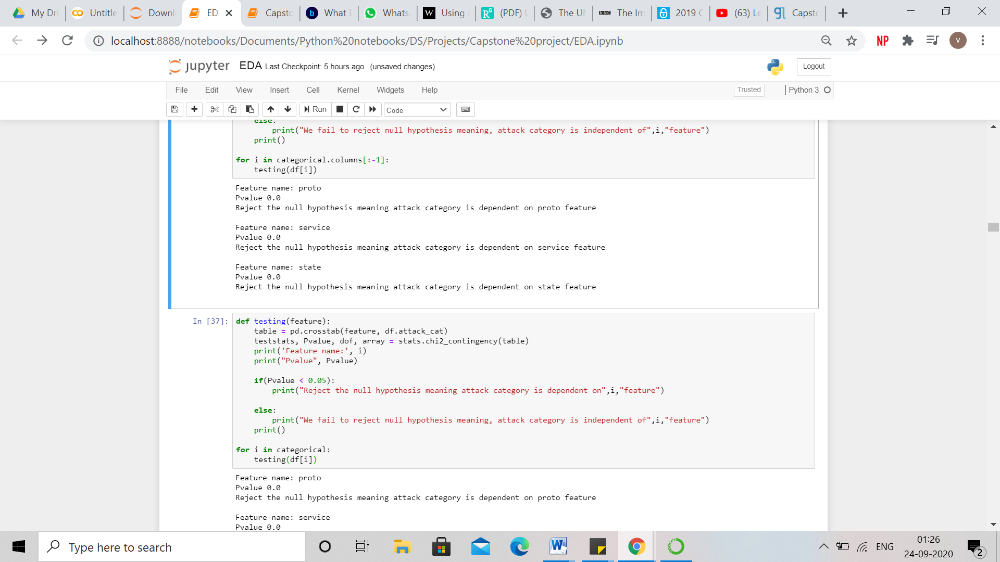 My Dri
Untitle
Downl
ED
Capsto
What
Whats
Using
(PDF)
The UN
BBC The Im
2019 C
(63) Le
Capsto
localhost:8888/notebooks/Documents/Python%20notebooks/DS/Projects/Capstone%20project/EDA.ipynb
NP
V
jupyter EDA Last Checkpoint: 5 hours ago (unsaved changes)
Logout
File Edit View Insert Cell Kernel Widgets Help
Trusted
Python 3
Run
Code
else:
print("We fail to reject null hypothesis meaning, attack category is independent of",i,"feature")
print()
for i in categorical.columns[:-1]:
testing(df[i])
Feature name: proto
Pvalue 0.0
Reject the null hypothesis meaning attack category is dependent on proto feature
Feature name: service
Pvalue 0.0
Reject the null hypothesis meaning attack category is dependent on service feature
Feature name: state
Pvalue 0.0
Reject the null hypothesis meaning attack category is dependent on state feature
In [37]:
def testing(feature):
table = pd.crosstab(feature, df.attack_cat)
teststats, Pvalue, dof, array = stats.chi2_contingency(table)
print('Feature name:', i)
print("Pvalue", Pvalue)
if(Pvalue < 0.05):
print("Reject the null hypothesis meaning attack category is dependent on",i,"feature")
else:
print("We fail to reject null hypothesis meaning, attack category is independent of",i,"feature")
print()
for i in categorical:
testing(df[i])
Feature name: proto
Pvalue 0.0
Reject the null hypothesis meaning attack category is dependent on proto feature
Feature name: service
Pvalue 0.0
Type here to search
ENG
01:26
24-09-2020
2